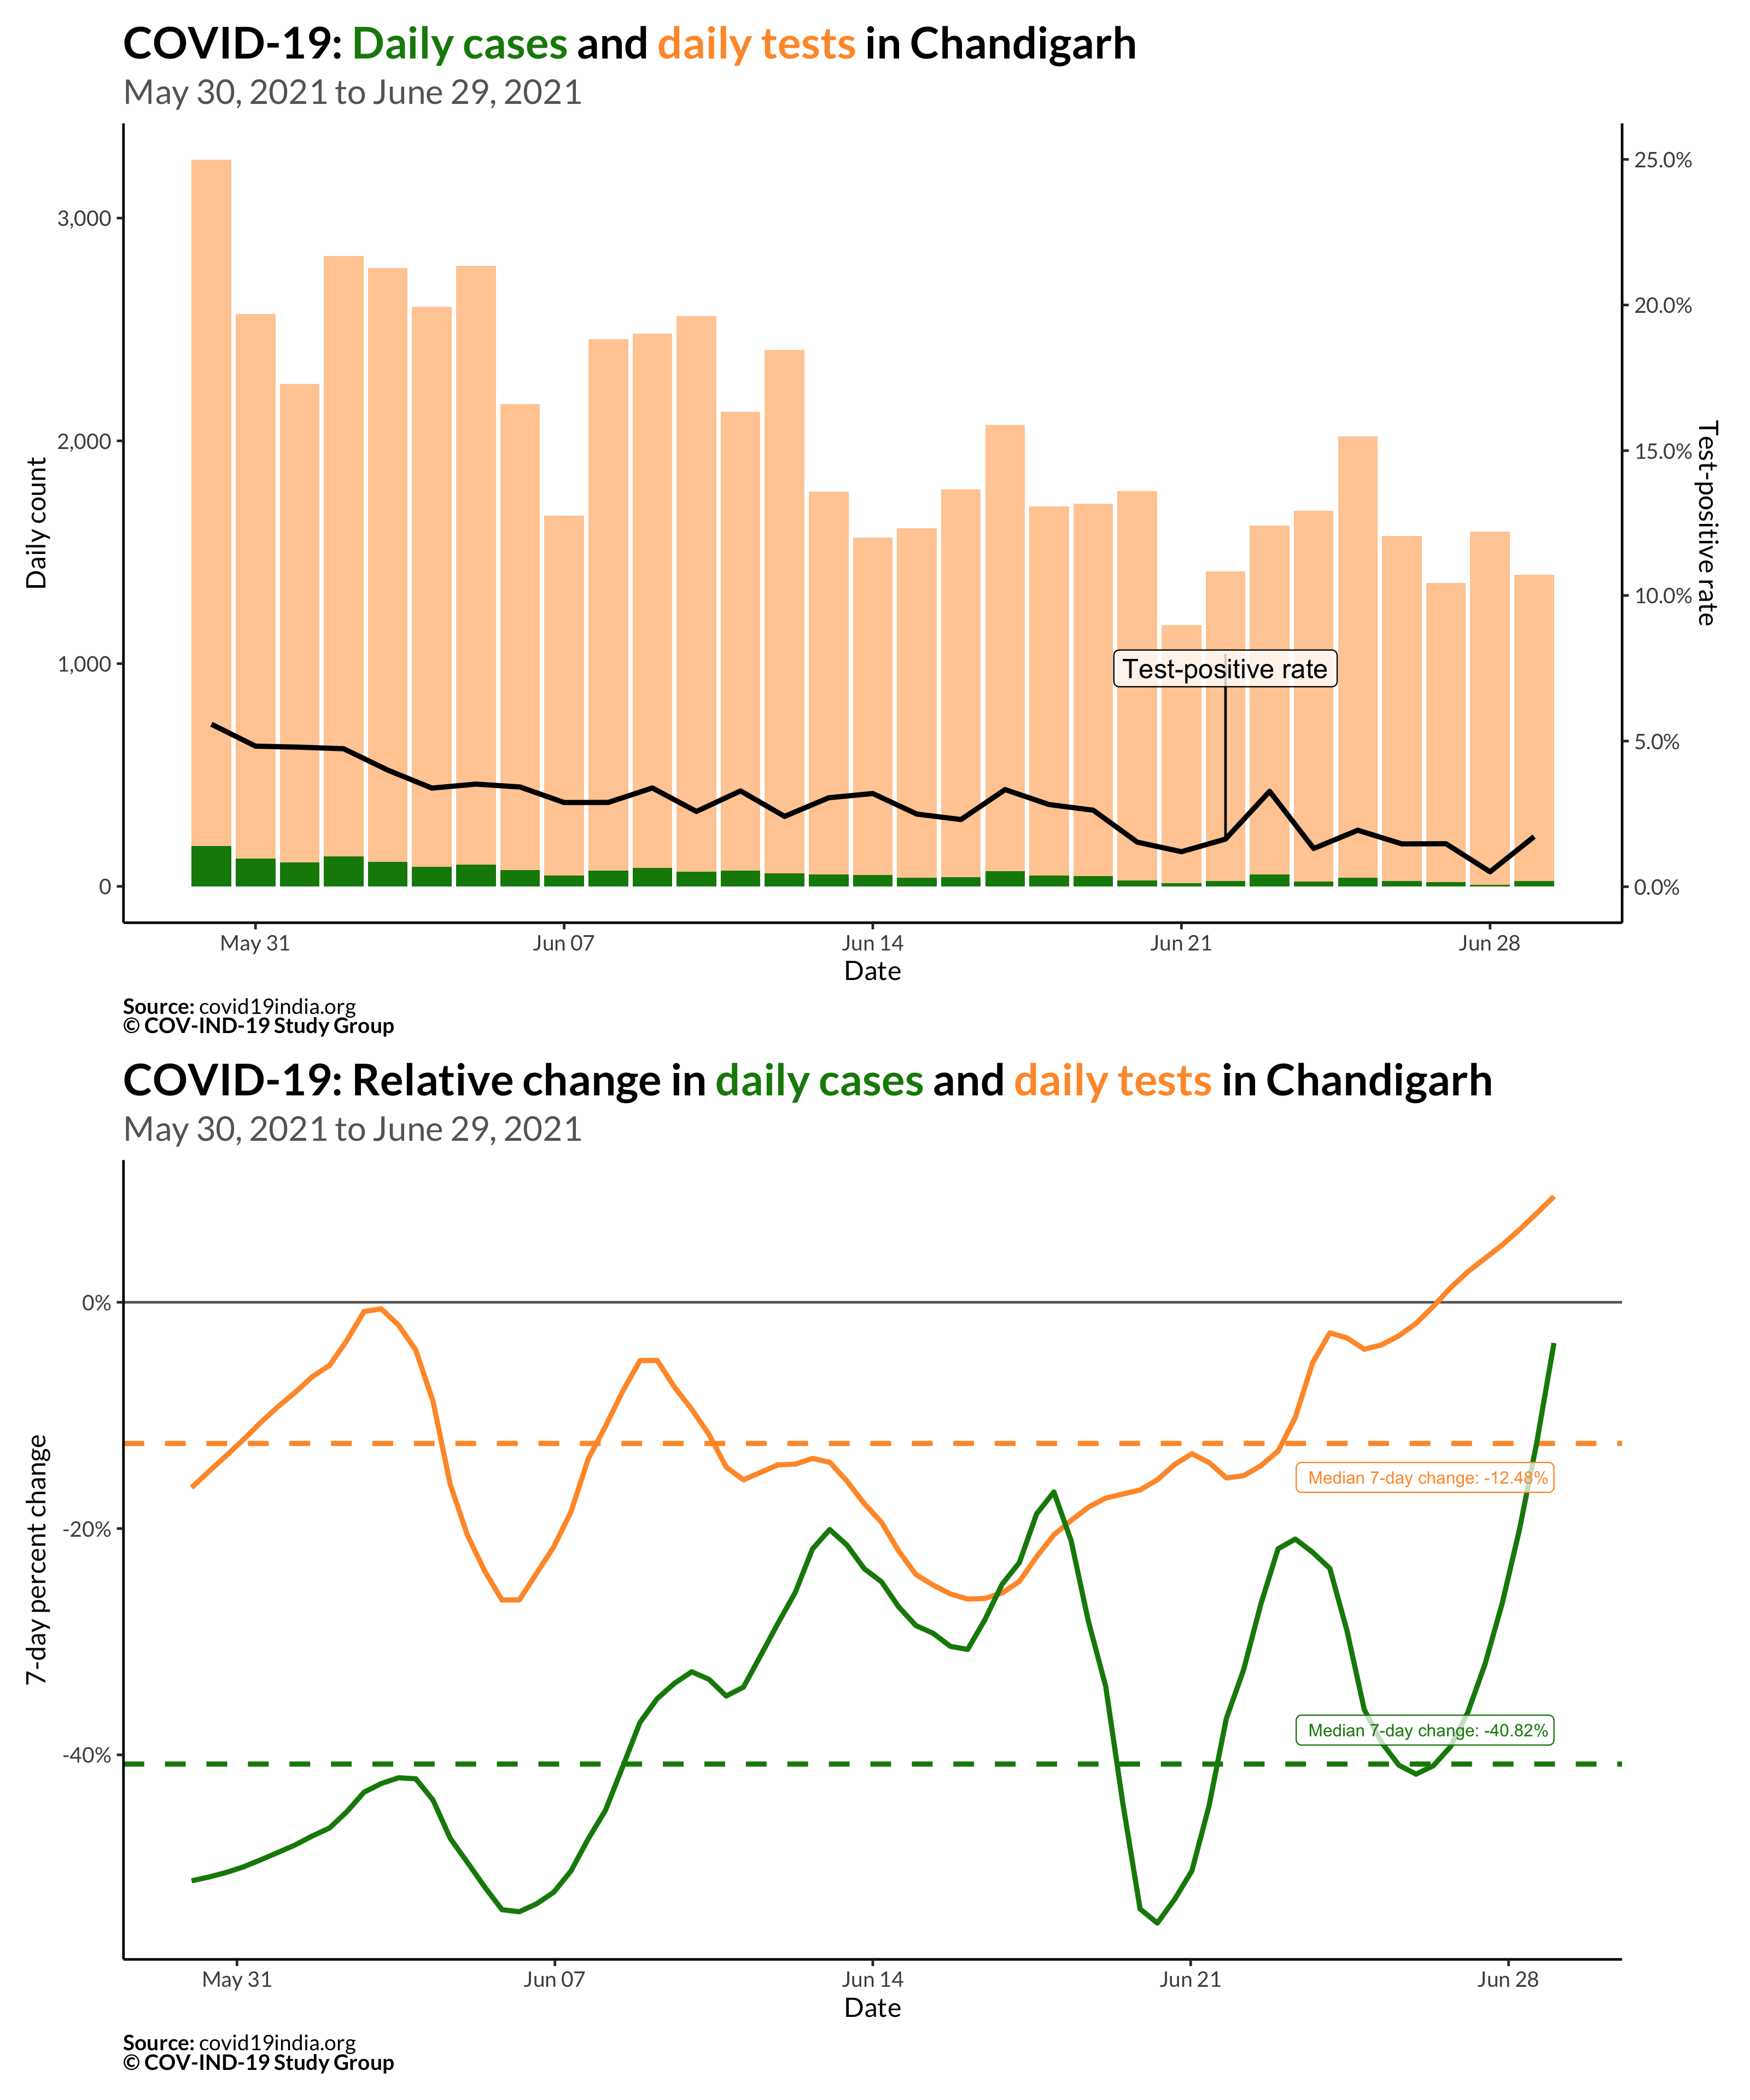 COVID-19: Daily cases and daily tests in Chandigarh
May 30, 2021 to June 29, 2021
3,000
2,000
1,000
0
Daily count
25.0%
20.0%
15.0%
10.0%
5.0%
0.0%
Test-positive rate
Test-positive rate
May 31
Jun 07
Jun 14
Jun 21
Jun 28
Date
Source: covid19india.org
© COV-IND-19 Study Group
COVID-19: Relative change in daily cases and daily tests in Chandigarh
May 30, 2021 to June 29, 2021
0%
-20%
-40%
7-day percent change
Median 7-day change: -12.48%
Median 7-day change: -40.82%
May 31
Jun 07
Jun 14
Jun 21
Jun 28
Date
Source: covid19india.org
© COV-IND-19 Study Group